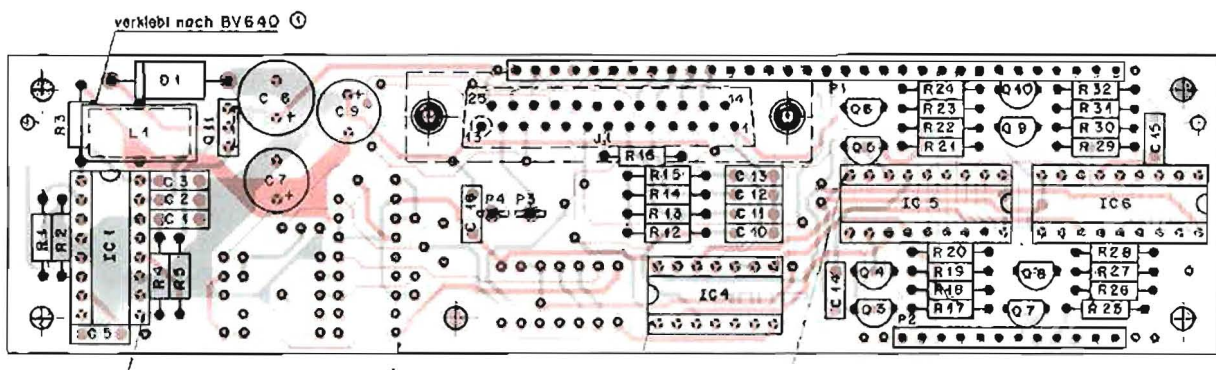 verklebt nach BV640 ①
D1
C6
C9
R3
L1
Q11
C7
C3
C2
C1
R1
R2
IC1
R4
R5
C5
25
14
13
1
J1
R16
R15
R14
R13
R12
C13
C12
C11
C10
C16
P4
P3
IC4
P1
Q6
Q5
R24
R23
R22
R21
Q10
Q9
R32
R31
R30
R29
C15
IC5
IC6
C14
Q4
Q3
R20
R19
R18
R17
P2
Q8
Q7
R28
R27
R26
R25